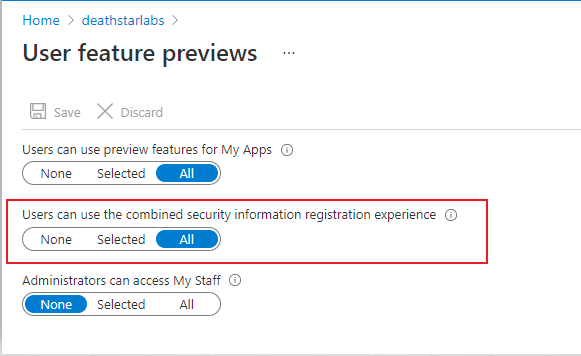 Home > deathstarlabs >
User feature previews ...
Save Discard
Users can use preview features for My Apps
None Selected All
Users can use the combined security information registration experience
None Selected All
Administrators can access My Staff
None Selected All